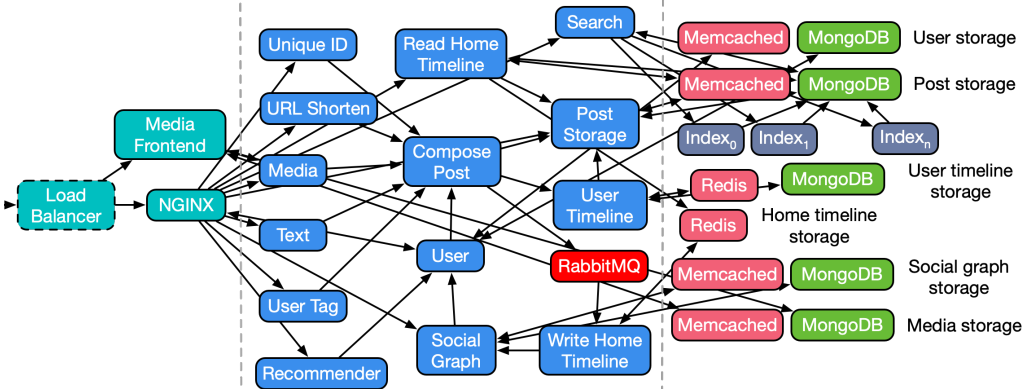 Search
Memcached
MongoDB
User storage
Unique ID
Read Home
Timeline
Memcached
MongoDB
Post storage
URL Shorten
Post
Storage
Index0
Index1
Indexn
Media
Frontend
Compose
Post
Media
Redis
MongoDB
User timeline
storage
Load
Balancer
NGINX
User
Timeline
Redis
Home timeline
storage
Text
User
RabbitMQ
Memcached
MongoDB
Social graph
storage
User Tag
Social
Graph
Write Home
Timeline
Memcached
MongoDB
Media storage
Recommender